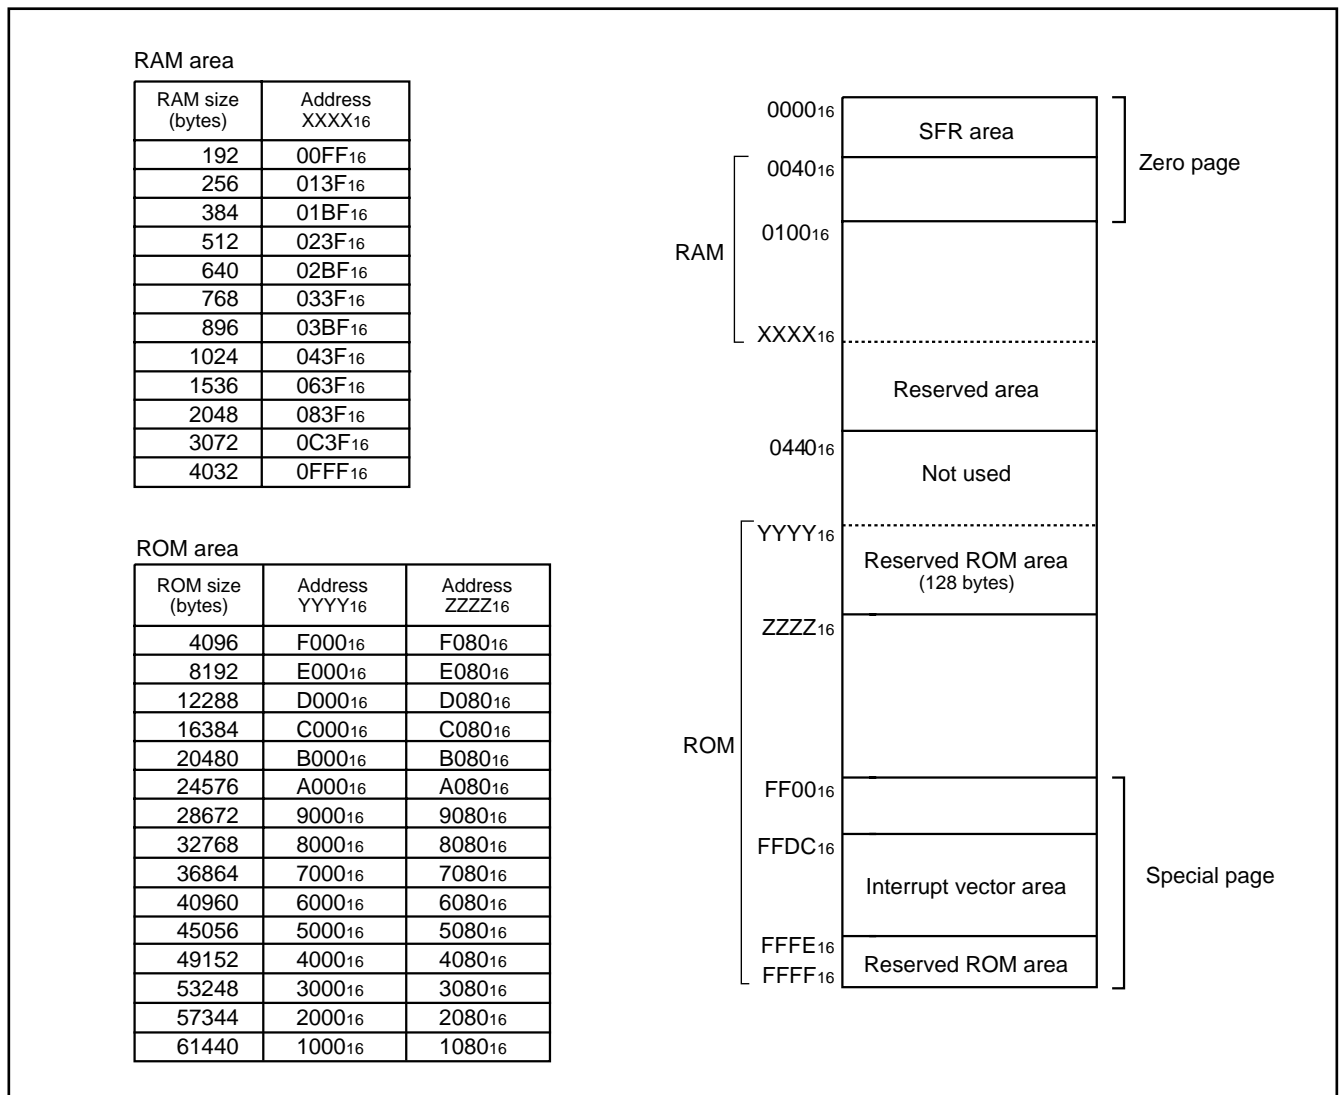 RAM area
RAM size
(bytes)
Address
XXXX16
192 00FF16
256 013F16
384 01BF16
512 023F16
640 02BF16
768 033F16
896 03BF16
1024 043F16
1536 063F16
2048 083F16
3072 0C3F16
4032 0FFF16
ROM area
ROM size
(bytes)
Address
YYYY16
Address
ZZZZ16
4096 F00016 F08016
8192 E00016 E08016
12288 D00016 D08016
16384 C00016 C08016
20480 B00016 B08016
24576 A00016 A08016
28672 900016 908016
32768 800016 808016
36864 700016 708016
40960 600016 608016
45056 500016 508016
49152 400016 408016
53248 300016 308016
57344 200016 208016
61440 100016 108016
000016
SFR area
Zero page
004016
010016
RAM
XXXX16
Reserved area
044016
Not used
YYYY16
Reserved ROM area
(128 bytes)
ZZZZ16
ROM
FF0016
FFDC16
Interrupt vector area
Special page
FFFE16
Reserved ROM area
FFFF16